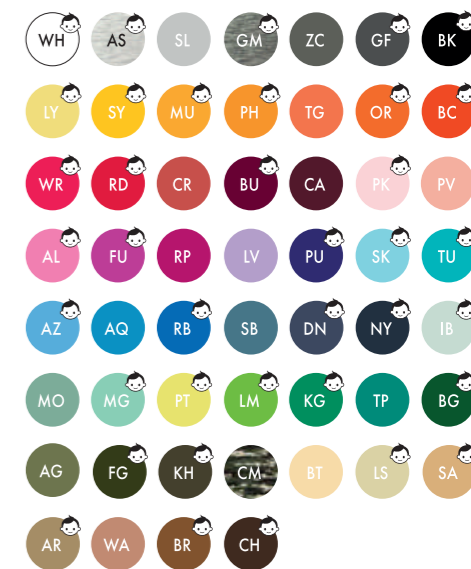 WH AS SL GM ZC GF BK
LY SY MU PH TG OR BC
WR RD CR BU CA PK PV
AL FU RP LV PU SK TU
AZ AQ RB SB DN NY IB
MO MG PT LM KG TP BG
AG FG KH CM BT LS SA
AR WA BR CH